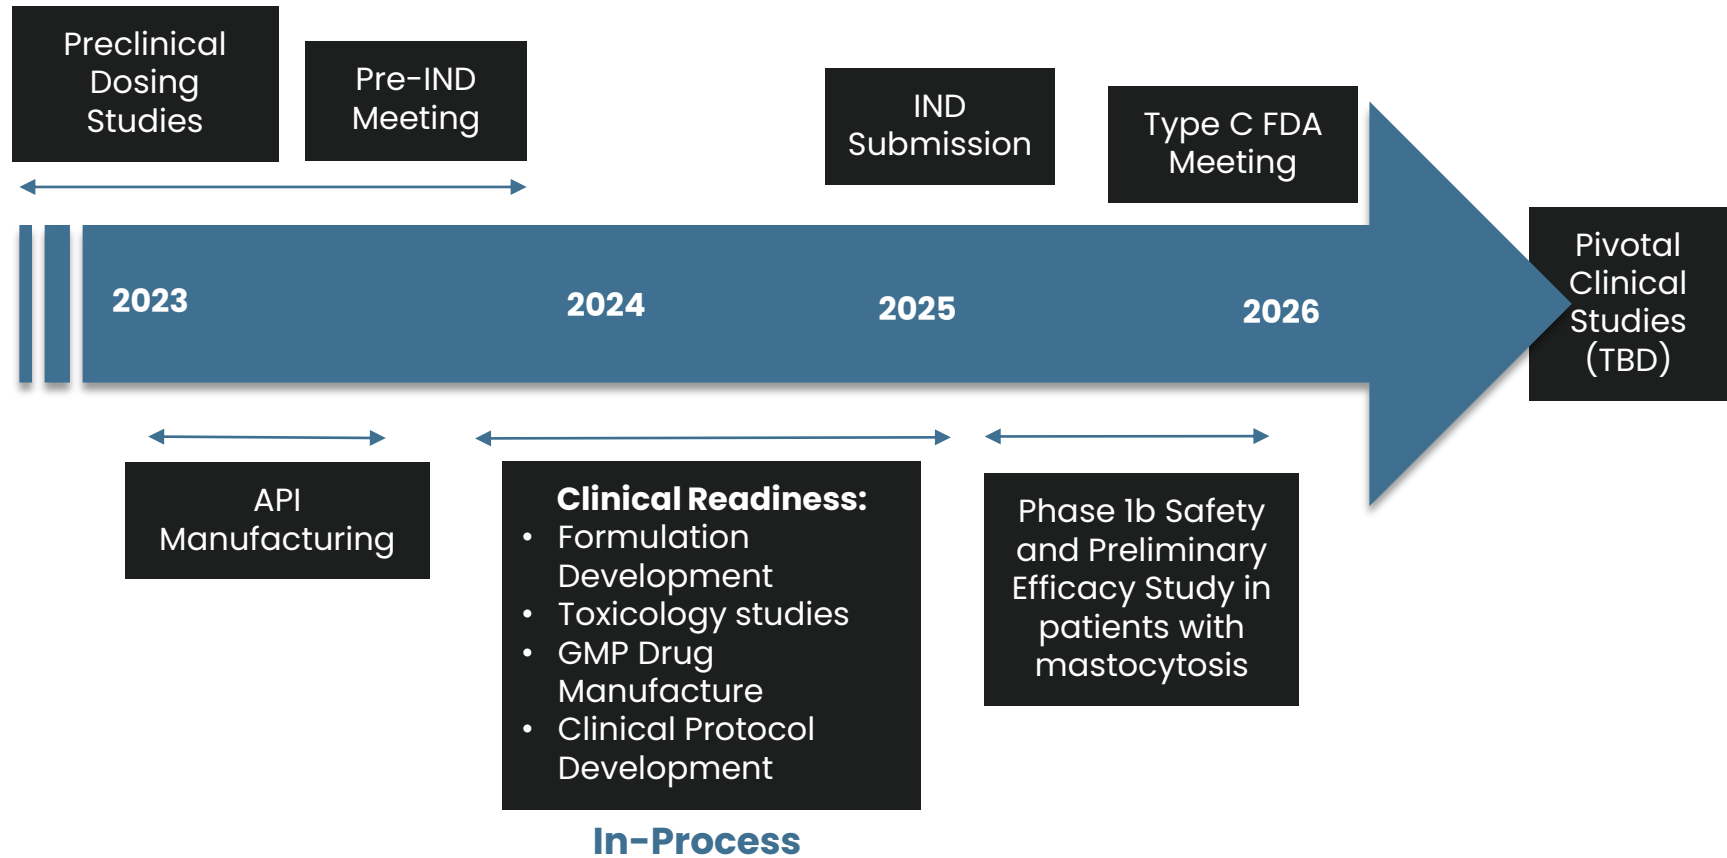 Preclinical
Dosing
Studies
Pre-IND
Meeting
IND
Submission
Type C FDA
Meeting
Pivotal
Clinical
Studies
(TBD)
2023
2024
2025
2026
API
Manufacturing
Clinical Readiness:
• Formulation
Development
• Toxicology studies
• GMP Drug
Manufacture
• Clinical Protocol
Development
Phase 1b Safety
and Preliminary
Efficacy Study in
patients with
mastocytosis
In-Process